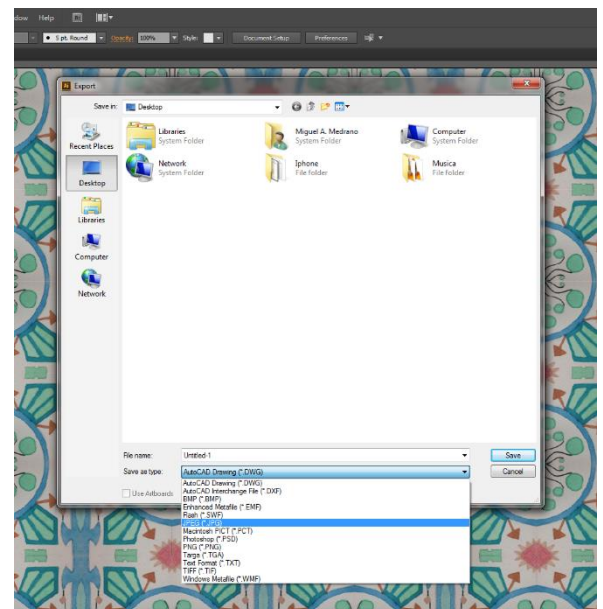 dow Help Br
5 pt. Round Opacity: 100% Style: Document Setup Preferences
Ai Export
Save in: Desktop
Recent Places
Desktop
Libraries
Computer
Network
Libraries
System Folder
Miguel A. Medrano
System Folder
Computer
System Folder
Network
System Folder
Iphone
File folder
Musica
File folder
File name: Untitled-1 Save
Save as type: AutoCAD Drawing (*.DWG) Cancel
Use Artboards
AutoCAD Drawing (*.DWG)
AutoCAD Interchange File (*.DXF)
BMP (*.BMP)
Enhanced Metafile (*.EMF)
Flash (*.SWF)
JPEG (*.JPG)
Macintosh PICT (*.PCT)
Photoshop (*.PSD)
PNG (*.PNG)
Targa (*.TGA)
Text Format (*.TXT)
TIFF (*.TIF)
Windows Metafile (*.WMF)